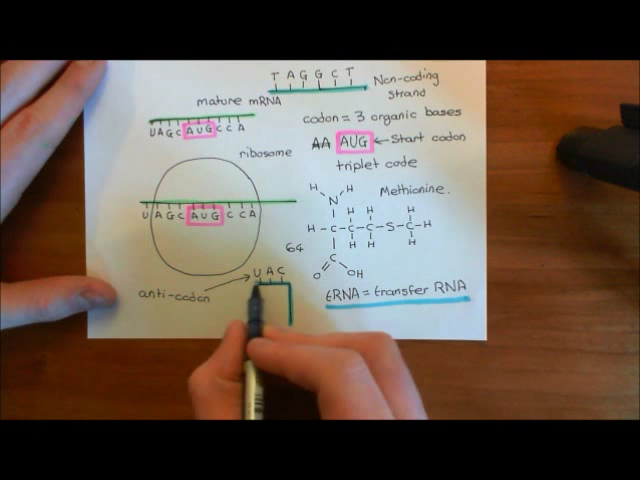 T A G G C T
Non-coding
strand
mature mRNA
U A G C A U G C C A
codon = 3 organic bases
AA AUG ← Start codon
triplet code
ribosome
U A G C A U G C C A
Methionine.
H H
N H H H
H - C - C - C - S - C - H
H H H
C
O OH
64
U A C
anti-codon
tRNA = transfer RNA